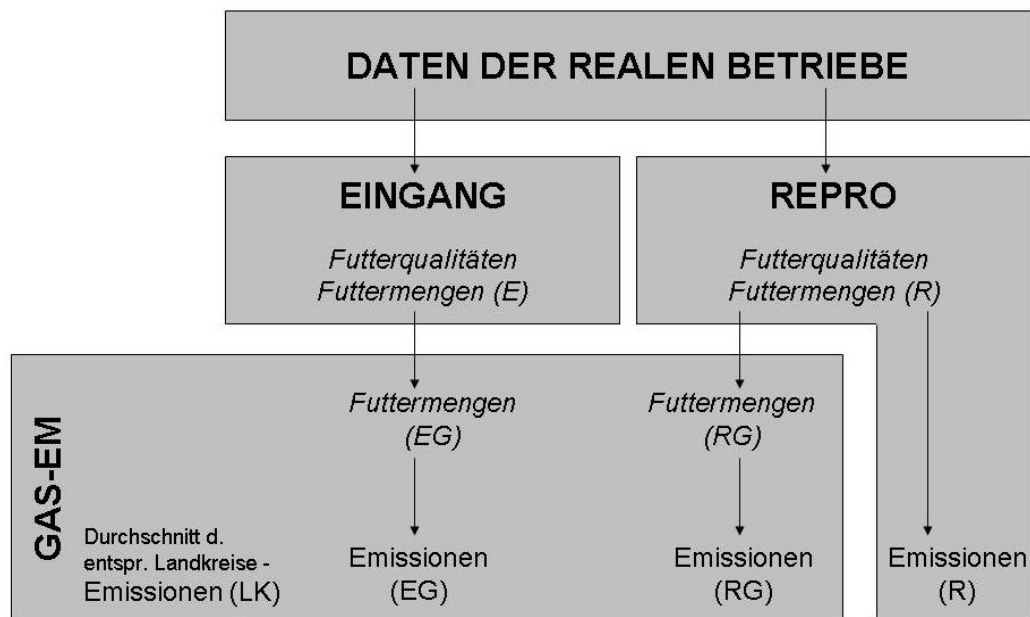 DATEN DER REALEN BETRIEBE
EINGANG
Futterqualitäten
Futtermengen (E)
REPRO
Futterqualitäten
Futtermengen (R)
GAS-EM
Futtermengen
(EG)
Futtermengen
(RG)
Durchschnitt d.
entspr. Landkreise -
Emissionen (LK)
Emissionen
(EG)
Emissionen
(RG)
Emissionen
(R)